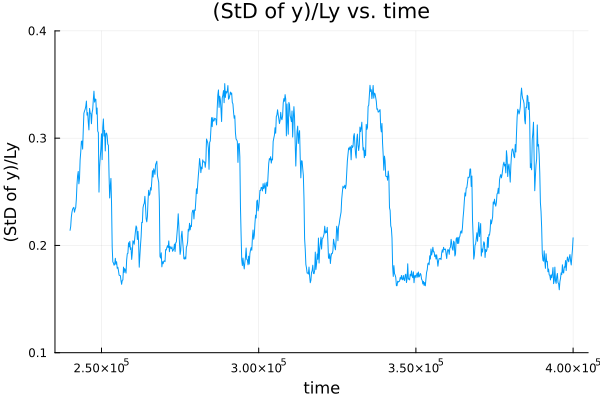 (StD of y)/Ly vs. time
(StD of y)/Ly
0.4
0.3
0.2
0.1
2.50×10⁵ 3.00×10⁵ 3.50×10⁵ 4.00×10⁵
time